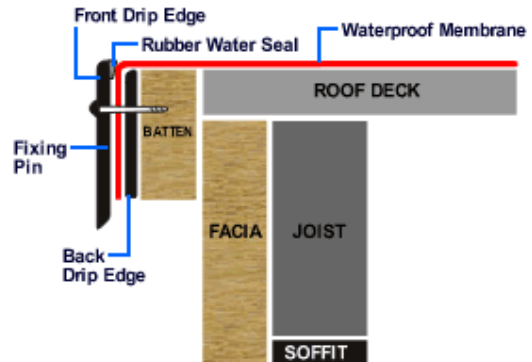 Front Drip Edge
Rubber Water Seal
Waterproof Membrane
ROOF DECK
BATTEN
Fixing
Pin
FACIA
JOIST
Back
Drip Edge
SOFFIT